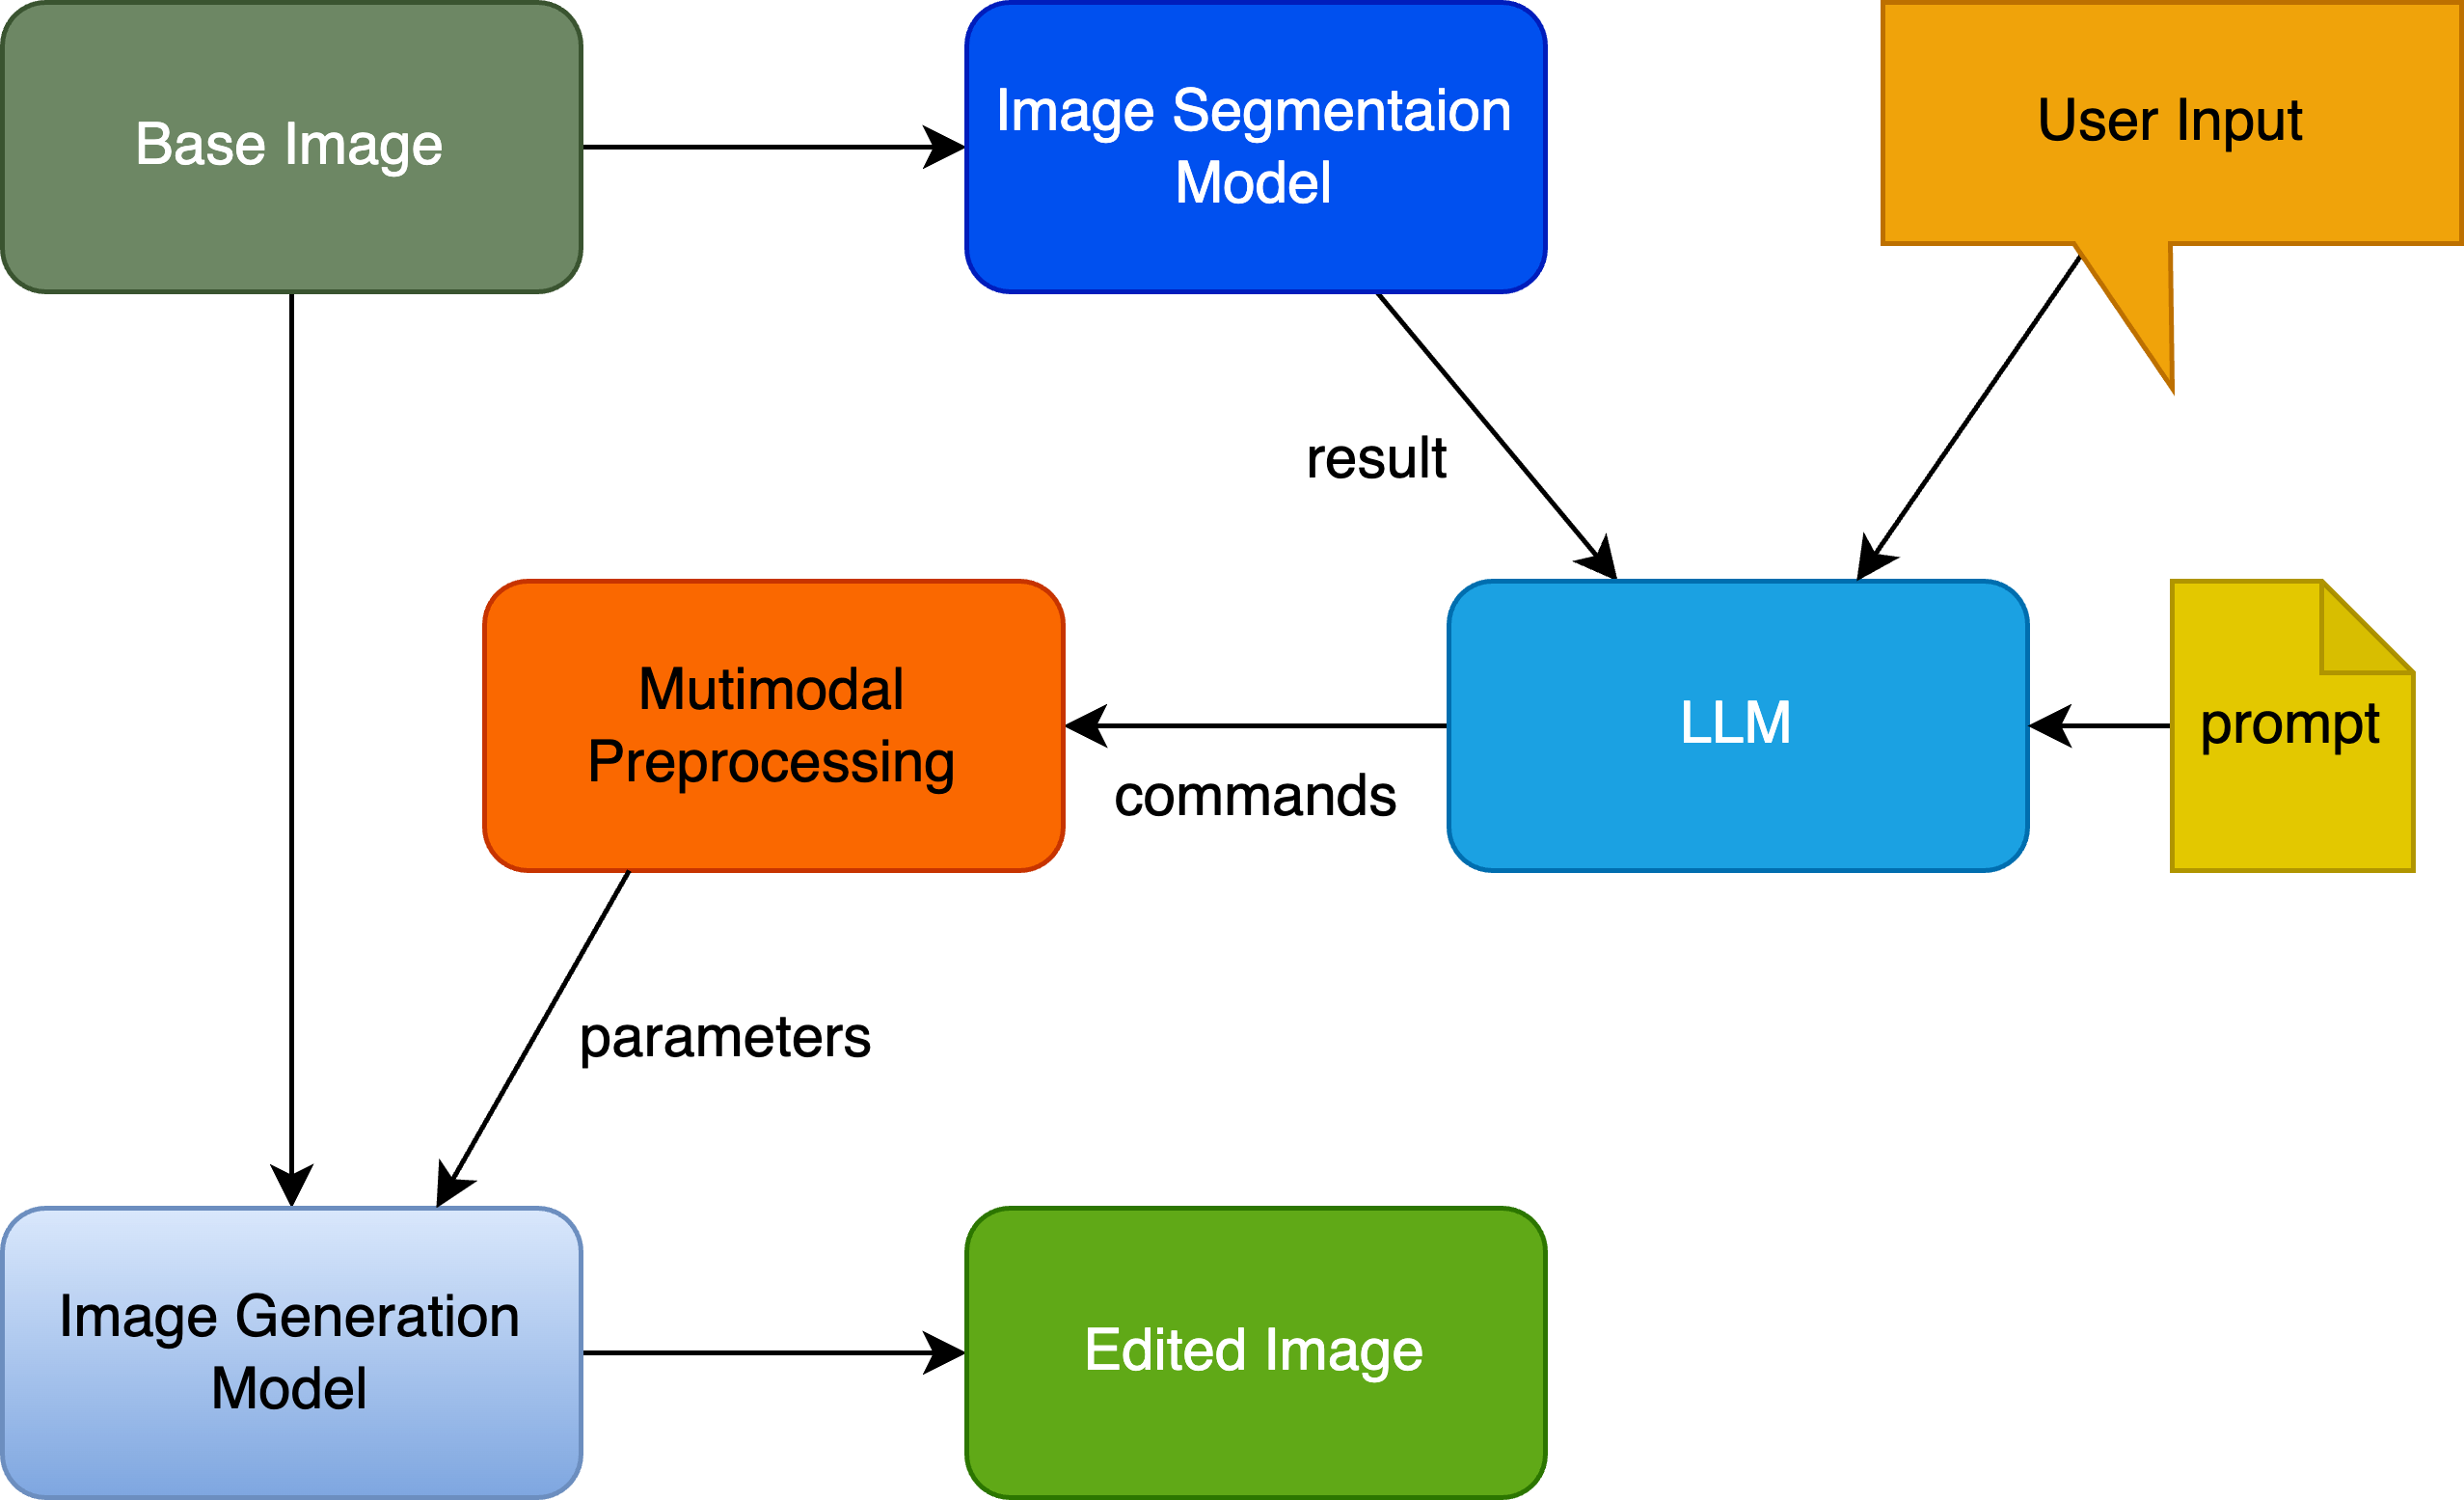 Base Image
Image Segmentaion
Model
User Input
result
Mutimodal
Preprocessing
commands
LLM
prompt
parameters
Image Generation
Model
Edited Image